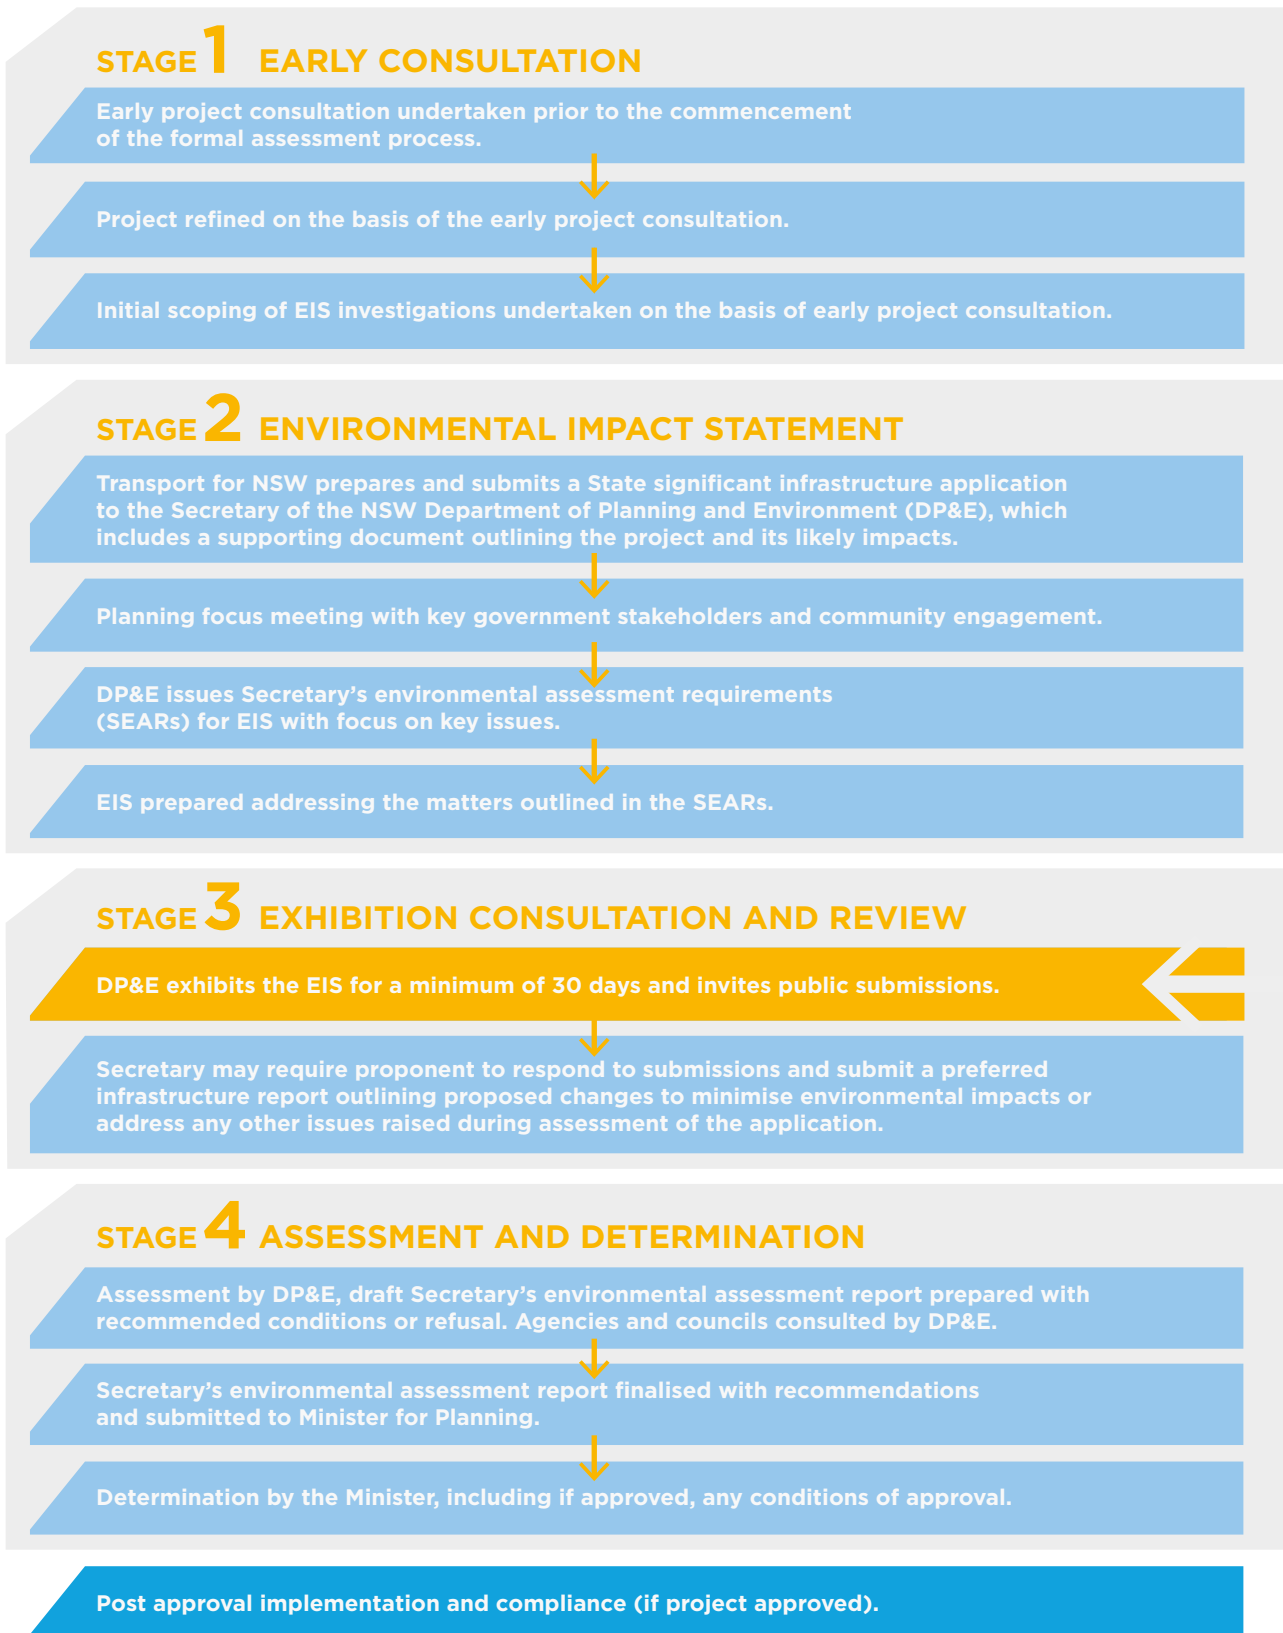 STAGE 1 EARLY CONSULTATION
Early project consultation undertaken prior to the commencement
of the formal assessment process.
Project refined on the basis of the early project consultation.
Initial scoping of EIS investigations undertaken on the basis of early project consultation.
STAGE 2 ENVIRONMENTAL IMPACT STATEMENT
Transport for NSW prepares and submits a State significant infrastructure application
to the Secretary of the NSW Department of Planning and Environment (DP&E), which
includes a supporting document outlining the project and its likely impacts.
Planning focus meeting with key government stakeholders and community engagement.
DP&E issues Secretary’s environmental assessment requirements
(SEARs) for EIS with focus on key issues.
EIS prepared addressing the matters outlined in the SEARs.
STAGE 3 EXHIBITION CONSULTATION AND REVIEW
DP&E exhibits the EIS for a minimum of 30 days and invites public submissions.
Secretary may require proponent to respond to submissions and submit a preferred
infrastructure report outlining proposed changes to minimise environmental impacts or
address any other issues raised during assessment of the application.
STAGE 4 ASSESSMENT AND DETERMINATION
Assessment by DP&E, draft Secretary’s environmental assessment report prepared with
recommended conditions or refusal. Agencies and councils consulted by DP&E.
Secretary’s environmental assessment report finalised with recommendations
and submitted to Minister for Planning.
Determination by the Minister, including if approved, any conditions of approval.
Post approval implementation and compliance (if project approved).